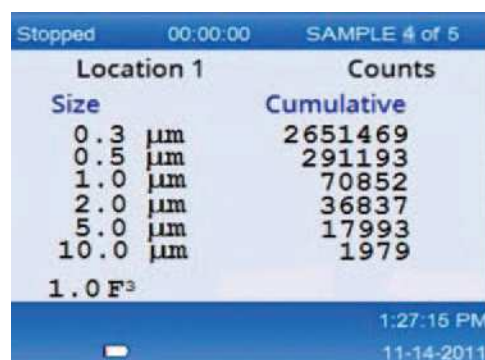 Stopped 00:00:00 SAMPLE 4 of 5
Location 1 Counts
Size Cumulative
0.3 µm 2651469
0.5 µm 291193
1.0 µm 70852
2.0 µm 36837
5.0 µm 17993
10.0 µm 1979
1.0 F³
1:27:15 PM
11-14-2011